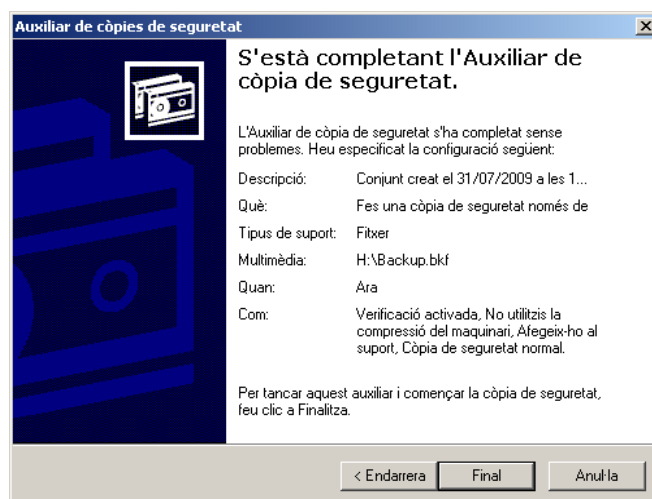 Auxiliar de còpies de seguretat
S'està completant l'Auxiliar de
còpia de seguretat.
L'Auxiliar de còpia de seguretat s'ha completat sense
problemes. Heu especificat la configuració següent:
Descripció: Conjunt creat el 31/07/2009 a les 1...
Què: Fes una còpia de seguretat només de
Tipus de suport: Fitxer
Multimèdia: H:\Backup.bkf
Quan: Ara
Com: Verificació activada, No utilitzis la
compressió del maquinari, Afegeix-ho al
suport, Còpia de seguretat normal.
Per tancar aquest auxiliar i començar la còpia de seguretat,
feu clic a Finalitza.
< Endarrera Final Anul·la